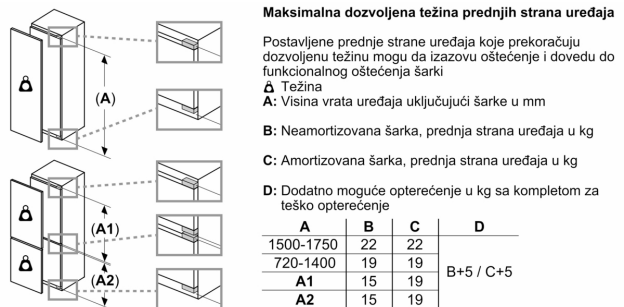 Maksimalna dozvoljena težina prednjih strana uređaja
Postavljene prednje strane uređaja koje prekoračuju
dozvoljenu težinu mogu da izazovu oštećenje i dovedu do
funkcionalnog oštećenja šarki
Težina
A: Visina vrata uređaja uključujući šarke u mm
B: Neamortizovana šarka, prednja strana uređaja u kg
C: Amortizovana šarka, prednja strana uređaja u kg
D: Dodatno moguće opterećenje u kg sa kompletom za
teško opterećenje
A B C D
1500-1750 22 22
720-1400 19 19
B+5 / C+5
A1 15 19
A2 15 19
(A)
(A1)
(A2)